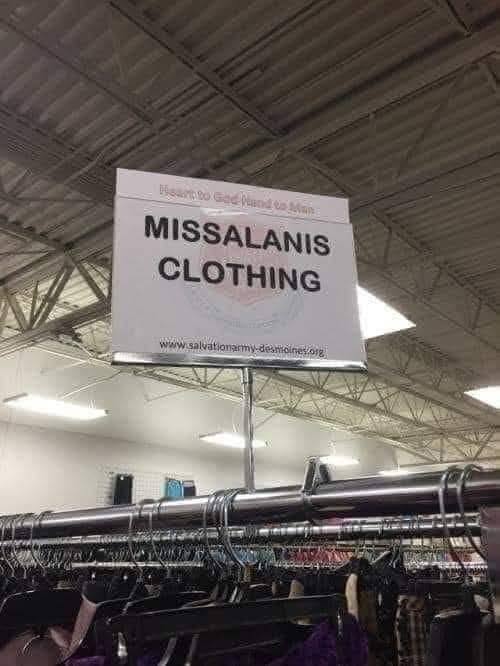 Heart to God Hand to Man
MISSALANIS
CLOTHING
www.salvationarmy-desmoines.org